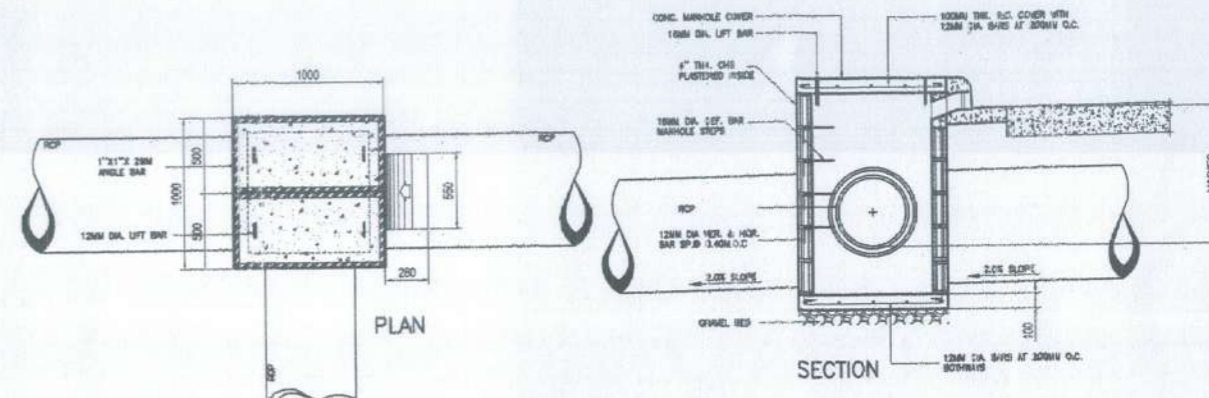 1000
RCP
RCP
1"X1"X 2MM
ANGLE BAR
500
1000
500
550
12MM DIA. LIFT BAR
280
PLAN
RCP
CONC. MANHOLE COVER
16MM DIA. LIFT BAR
4" THK. CHB
PLASTERED INSIDE
16MM DIA. DEF. BAR
MANHOLE STEPS
RCP
12MM DIA VER. & HOR.
BAR SP.@ 0.40M.O.C
2.0% SLOPE
GRAVEL BED
SECTION
100MM THK. R.C. COVER WITH
12MM DIA. BARS AT 200MM O.C.
2.0% SLOPE
100
12MM DIA. BARS AT 200MM O.C.
BOTHWAYS
VARIES